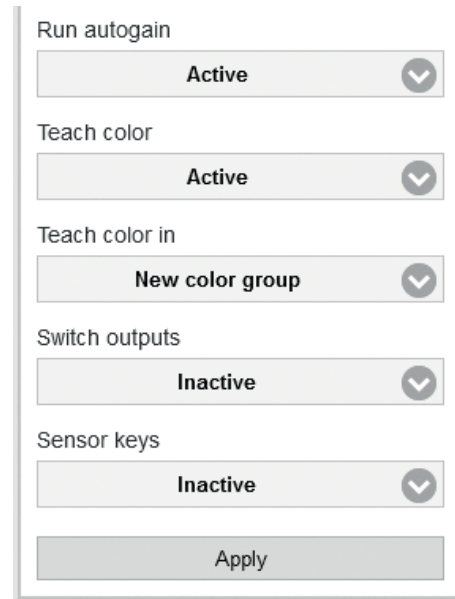 Run autogain
Active
Teach color
Active
Teach color in
New color group
Switch outputs
Inactive
Sensor keys
Inactive
Apply